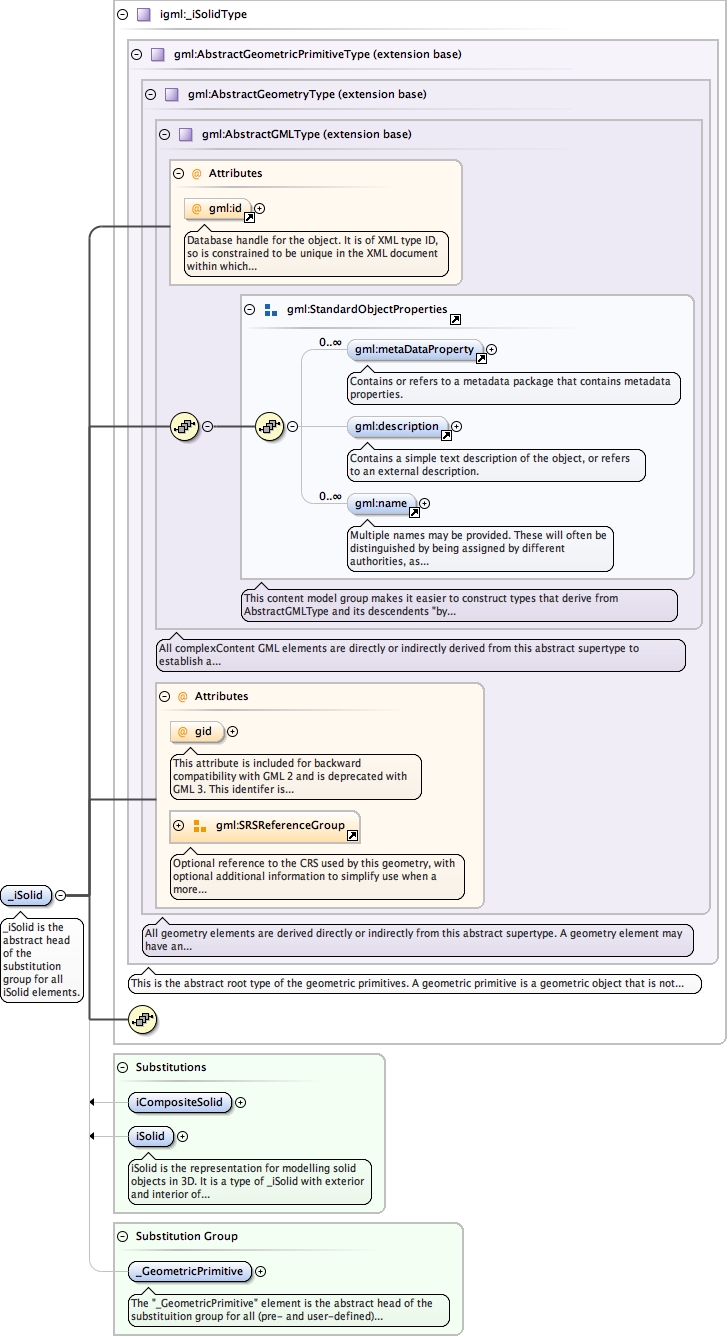 igml:_iSolidType
gml:AbstractGeometricPrimitiveType (extension base)
gml:AbstractGeometryType (extension base)
gml:AbstractGMLType (extension base)
@ Attributes
@ gml:id
Database handle for the object. It is of XML type ID,
so is constrained to be unique in the XML document
within which...
gml:StandardObjectProperties
0..∞
gml:metaDataProperty
Contains or refers to a metadata package that contains metadata
properties.
gml:description
Contains a simple text description of the object, or refers
to an external description.
0..∞
gml:name
Multiple names may be provided. These will often be
distinguished by being assigned by different
authorities, as...
This content model group makes it easier to construct types that derive from
AbstractGMLType and its descendents "by...
All complexContent GML elements are directly or indirectly derived from this abstract supertype to
establish a...
@ Attributes
@ gid
This attribute is included for backward
compatibility with GML 2 and is deprecated with
GML 3. This identifer is...
gml:SRSReferenceGroup
Optional reference to the CRS used by this geometry, with
optional additional information to simplify use when a
more...
All geometry elements are derived directly or indirectly from this abstract supertype. A geometry element may
have an...
This is the abstract root type of the geometric primitives. A geometric primitive is a geometric object that is not...
_iSolid
_iSolid is the
abstract head
of the
substitution
group for all
iSolid elements.
Substitutions
iCompositeSolid
iSolid
iSolid is the representation for modelling solid
objects in 3D. It is a type of _iSolid with exterior
and interior of...
Substitution Group
_GeometricPrimitive
The "_GeometricPrimitive" element is the abstract head of the
substituition group for all (pre- and user-defined)...